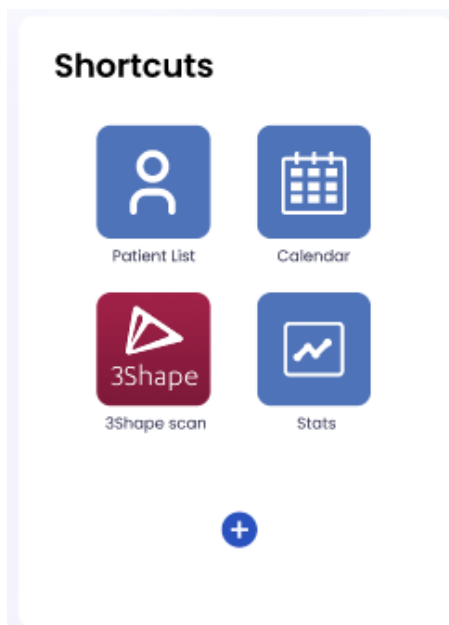 Shortcuts
Patient List
Calendar
3Shape
3Shape scan
Stats